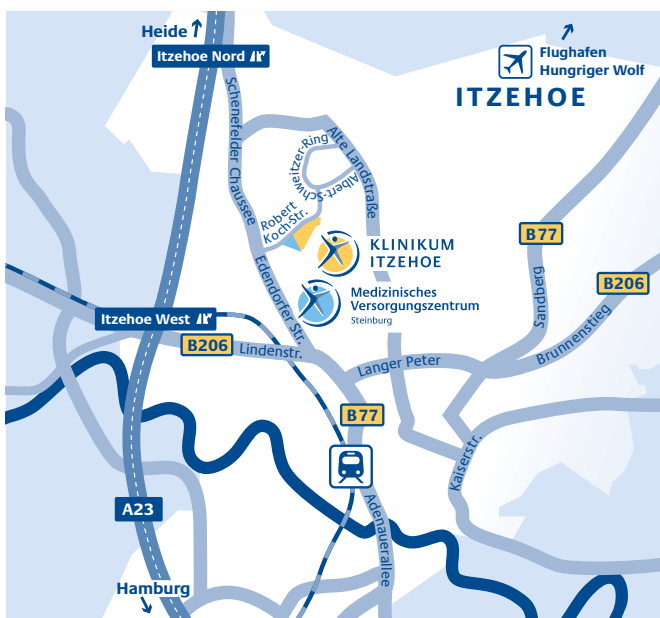 Heide
Itzehoe Nord
Flughafen
Hungriger Wolf
ITZEHOE
Schenefelder Chaussee
Alte Landstraße
Albert-Schweitzer-Ring
Robert
Koch-Str.
KLINIKUM
ITZEHOE
B77
B206
Sandberg
Edendorfer Str.
Medizinisches
Versorgungszentrum
Steinburg
Itzehoe West
B206
Lindenstr.
Langer Peter
Brunnenstieg
B77
Kaiserstr.
A23
Adenauerallee
Hamburg